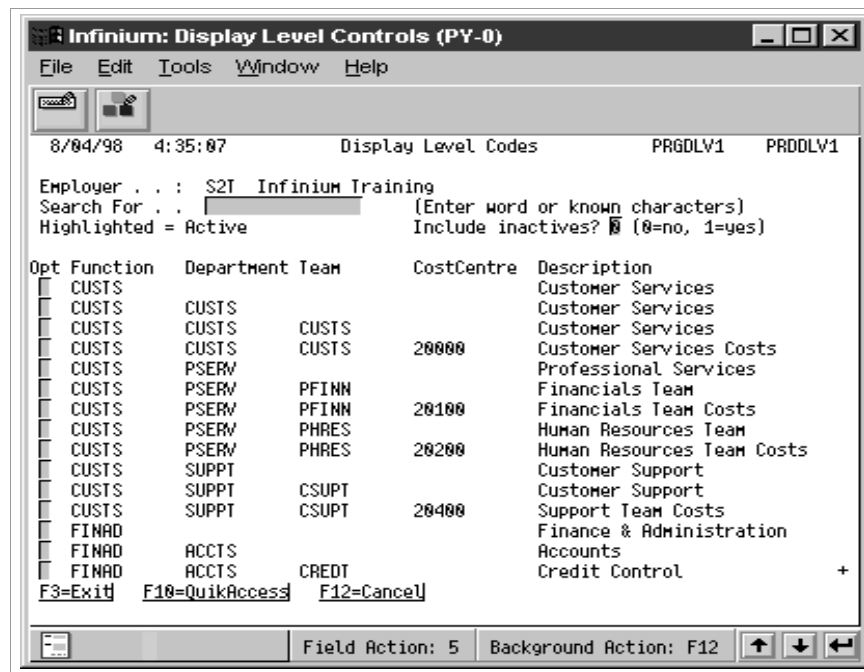 Infinium: Display Level Controls (PY-0)
File Edit Tools Window Help
8/04/98 4:35:07 Display Level Codes PRGDLV1 PRDDLV1
Employer . . : S2T Infinium Training
Search For . . (Enter word or known characters)
Highlighted = Active Include inactives? 0 (0=no, 1=yes)
Opt Function Department Team CostCentre Description
CUSTS Customer Services
CUSTS CUSTS Customer Services
CUSTS CUSTS CUSTS Customer Services
CUSTS CUSTS CUSTS 20000 Customer Services Costs
CUSTS PSERV Professional Services
CUSTS PSERV PFINN Financials Team
CUSTS PSERV PFINN 20100 Financials Team Costs
CUSTS PSERV PHRES Human Resources Team
CUSTS PSERV PHRES 20200 Human Resources Team Costs
CUSTS SUPPT Customer Support
CUSTS SUPPT CSUPT Customer Support
CUSTS SUPPT CSUPT 20400 Support Team Costs
FINAD Finance & Administration
FINAD ACCTS Accounts
FINAD ACCTS CREDT Credit Control +
F3=Exit F10=QuikAccess F12=Cancel
Field Action: 5 Background Action: F12